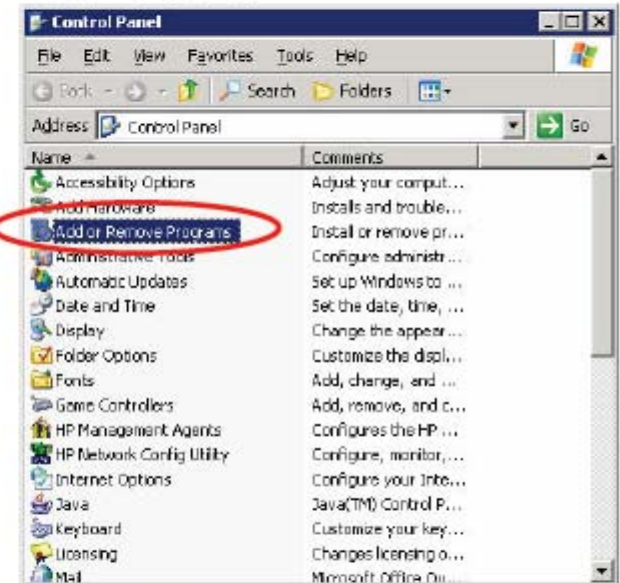 Control Panel
File Edit View Favorites Tools Help
Back Search Folders
Address Control Panel Go
Name Comments
Accessibility Options Adjust your comput...
Add Hardware Installs and trouble...
Add or Remove Programs Install or remove pr...
Administrative Tools Configure administr...
Automatic Updates Set up Windows to ...
Date and Time Set the date, time, ...
Display Change the appear...
Folder Options Customize the displ...
Fonts Add, change, and ...
Game Controllers Add, remove, and c...
HP Management Agents Configures the HP ...
HP Network Config Utility Configure, monitor,...
Internet Options Configure your Inte...
Java Java(TM) Control P...
Keyboard Customize your key...
Licensing Changes licensing o...
Mail Microsoft Office Ou...